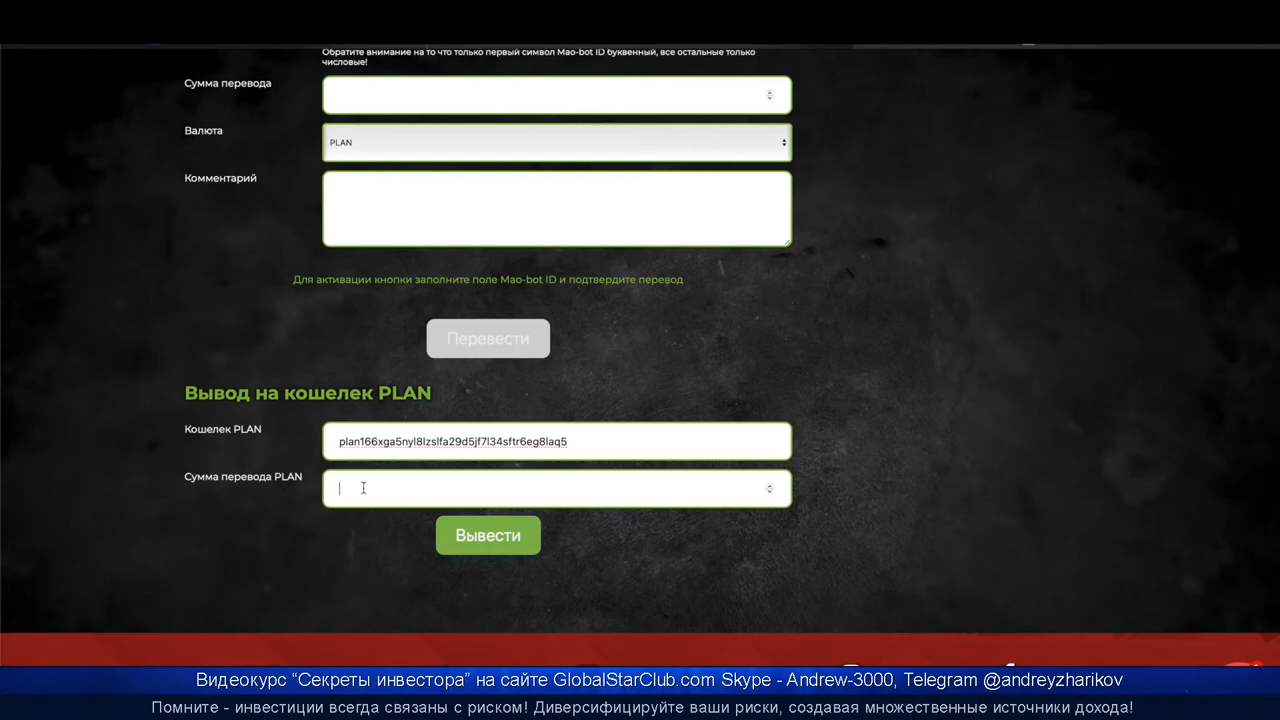 Обратите внимание на то что только первый символ Mao-bot ID буквенный, все остальные только
числовые!
Сумма перевода
Валюта
PLAN
Комментарий
Для активации кнопки заполните поле Mao-bot ID и подтвердите перевод
Перевести
Вывод на кошелек PLAN
Кошелек PLAN
plan166xga5nyl8lzslfa29d5jf7l34sftr6eg8laq5
Сумма перевода PLAN
Вывести
Видеокурс “Секреты инвестора” на сайте GlobalStarClub.com Skype - Andrew-3000, Telegram @andreyzharikov
Помните - инвестиции всегда связаны с риском! Диверсифицируйте ваши риски, создавая множественные источники дохода!